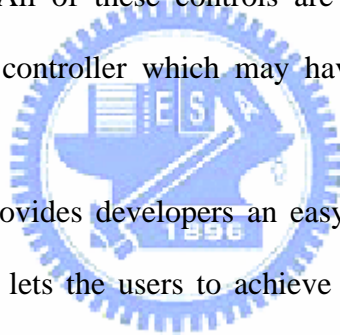 All of these controls are
controller which may hav
E S A
ovides developers an easy
1896
lets the users to achieve